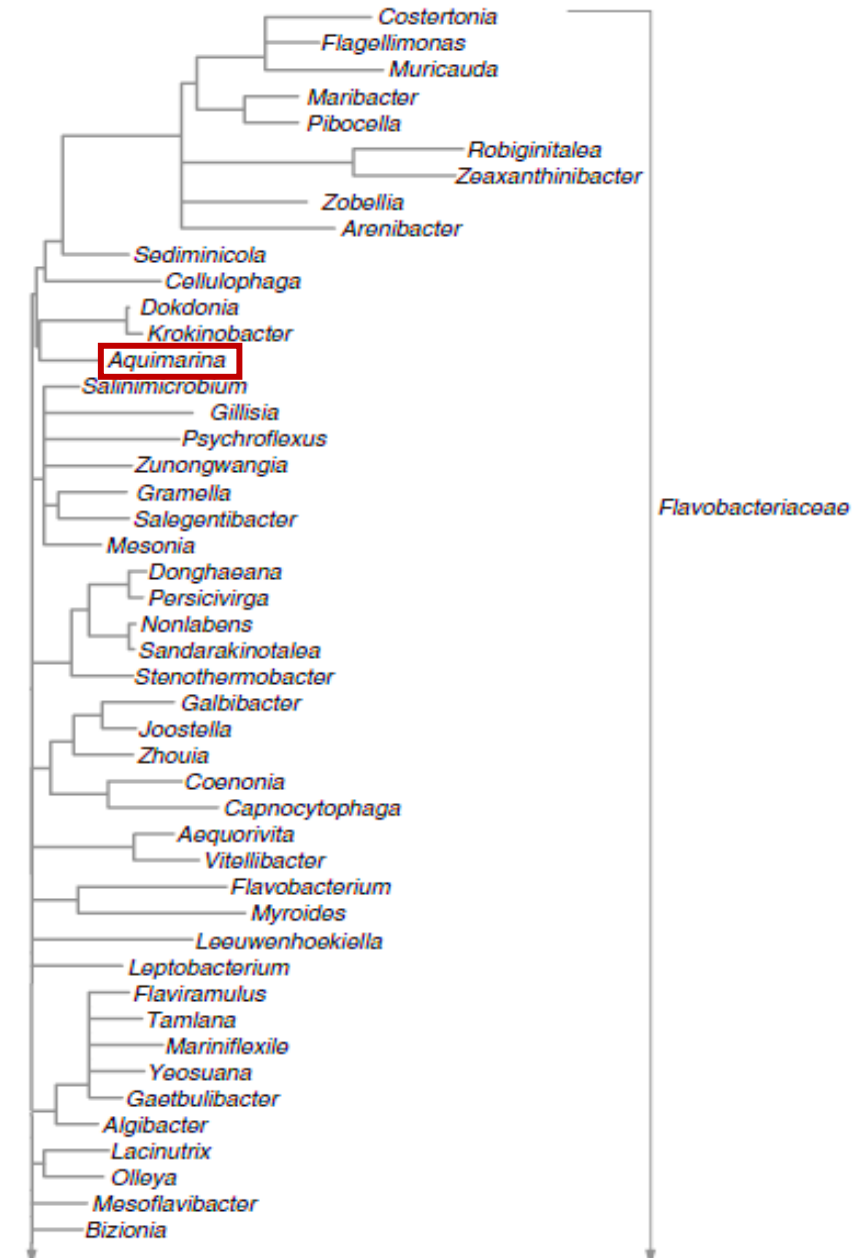 Costertonia
Flagellimonas
Muricauda
Maribacter
Pibocella
Robiginitalea
Zeaxanthinibacter
Zobellia
Arenibacter
Sediminicola
Cellulophaga
Dokdonia
Krokinobacter
Aquimarina
Salinimicrobium
Gillisia
Psychroflexus
Zunongwangia
Gramella
Salegentibacter
Flavobacteriaceae
Mesonia
Donghaeana
Persicivirga
Nonlabens
Sandarakinotalea
Stenothermobacter
Galbibacter
Joostella
Zhouia
Coenonia
Capnocytophaga
Aequorivita
Vitellibacter
Flavobacterium
Myroides
Leeuwenhoekiella
Leptobacterium
Flaviramulus
Tamlana
Mariniflexile
Yeosuana
Gaetbulibacter
Algibacter
Lacinutrix
Olleya
Mesoflavibacter
Bizionia